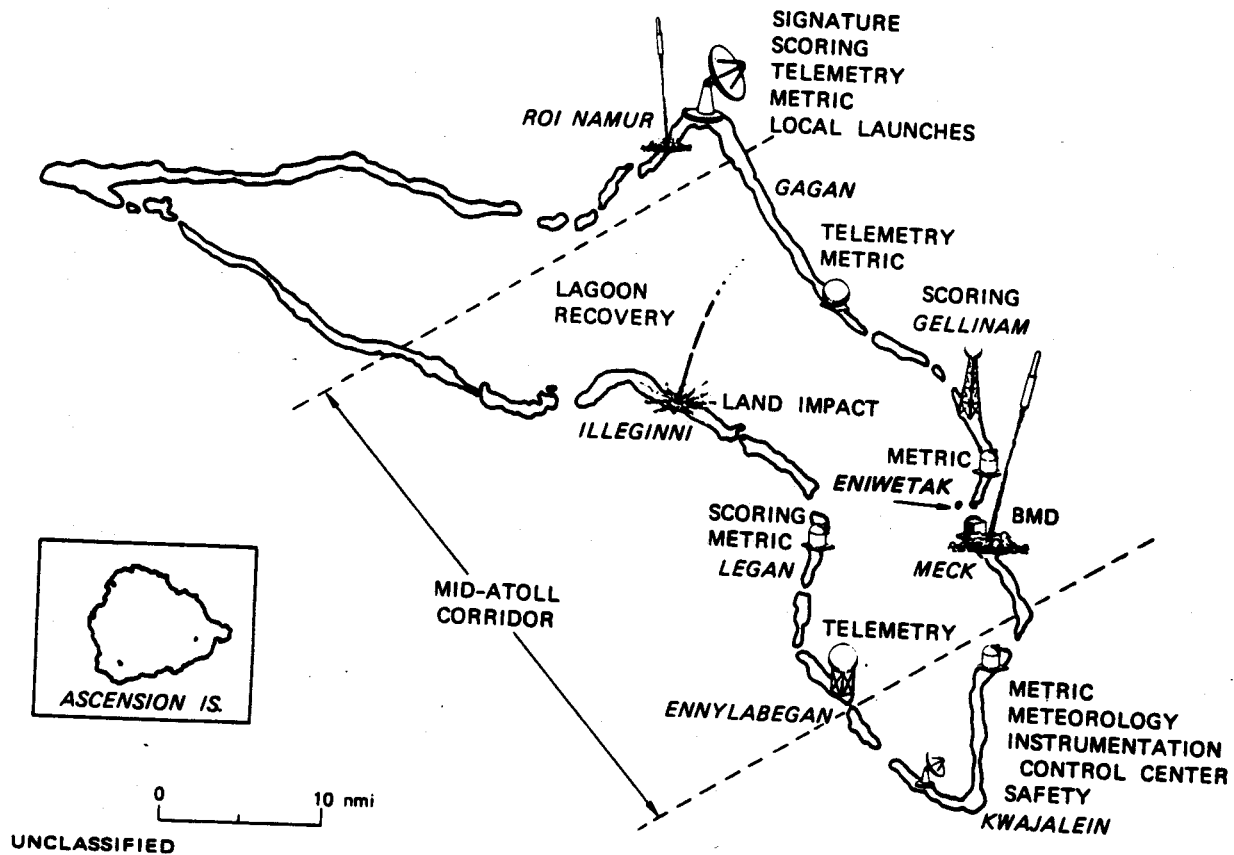 SIGNATURE
SCORING
TELEMETRY
METRIC
LOCAL LAUNCHES
ROI NAMUR
GAGAN
TELEMETRY
METRIC
LAGOON
RECOVERY
SCORING
GELLINAM
LAND IMPACT
ILLEGINNI
METRIC
ENIWETAK
SCORING
METRIC
LEGAN
BMD
MECK
MID-ATOLL
CORRIDOR
TELEMETRY
ENNYLABEGAN
METRIC
METEOROLOGY
INSTRUMENTATION
CONTROL CENTER
SAFETY
KWAJALEIN
ASCENSION IS.
0 10 nmi
UNCLASSIFIED